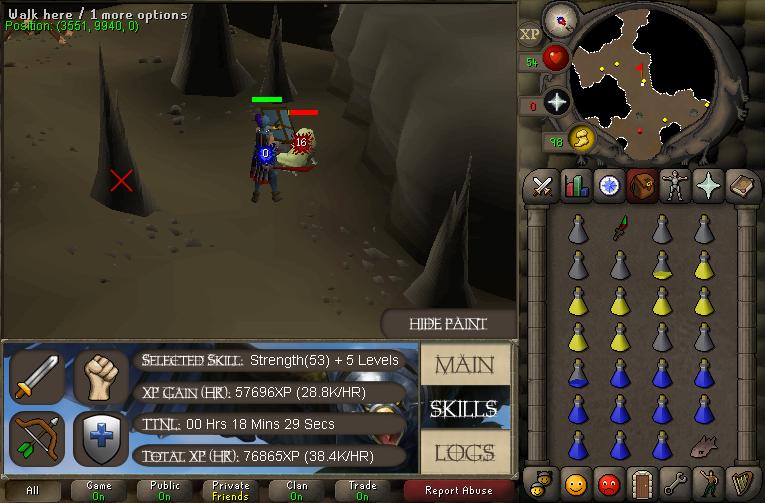 Walk here / 1 more options
Position: (3551, 9940, 0)
XP
54
0
98
0
16
HIDE PAINT
SELECTED SKILL: Strength(53) + 5 Levels
XP GAIN (HR): 57696XP (28.8K/HR)
TTNL: 00 Hrs 18 Mins 29 Secs
TOTAL XP (HR): 76865XP (38.4K/HR)
MAIN
SKILLS
LOGS
All
Game
On
Public
On
Private
Friends
Clan
On
Trade
On
Report Abuse